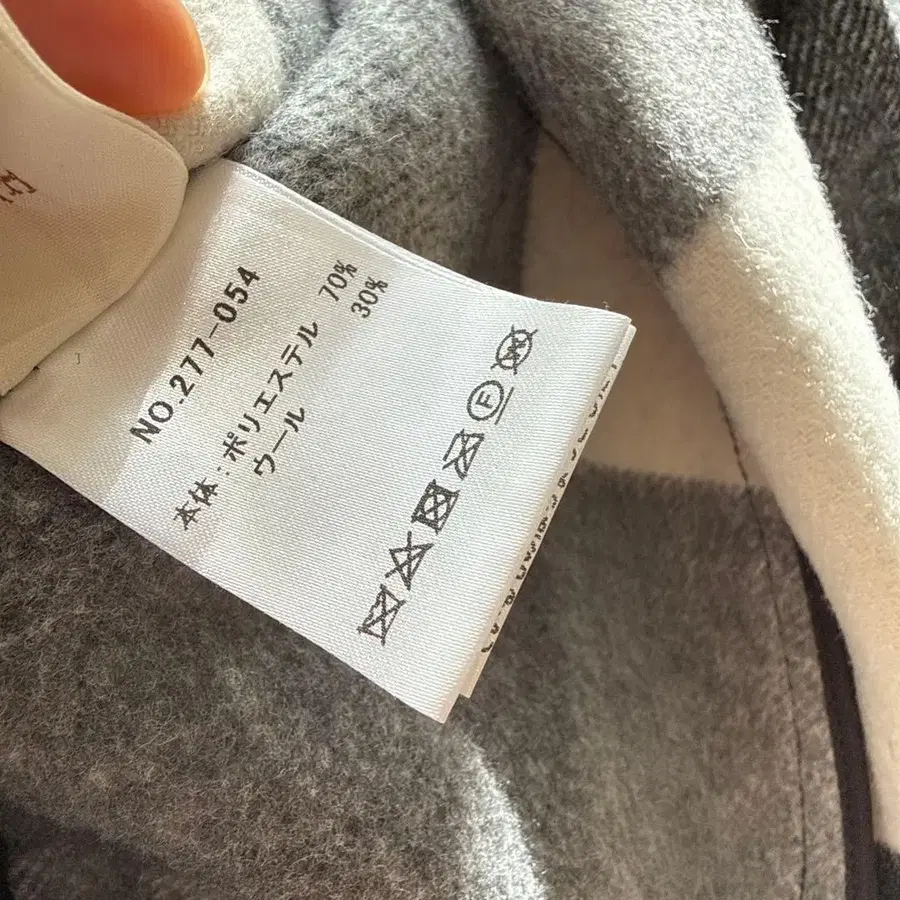 NO.277-054
本体：ポリエステル 70%
ウール 30%
F
W